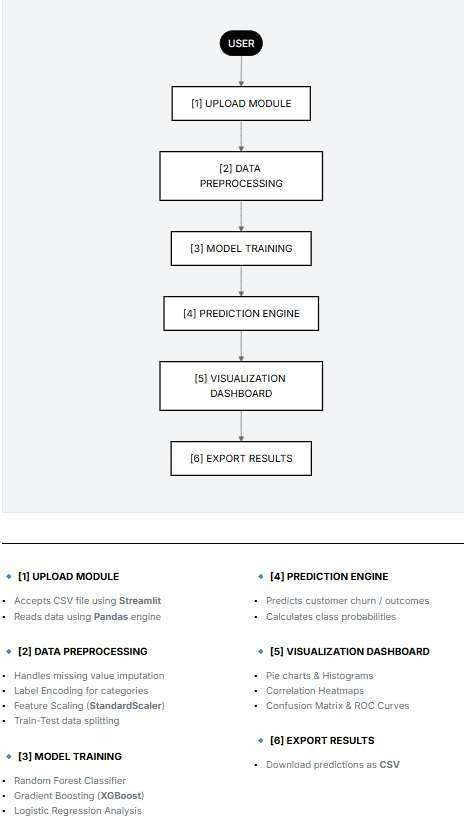 USER
[1] UPLOAD MODULE
[2] DATA
PREPROCESSING
[3] MODEL TRAINING
[4] PREDICTION ENGINE
[5] VISUALIZATION
DASHBOARD
[6] EXPORT RESULTS
[1] UPLOAD MODULE
Accepts CSV file using Streamlit
Reads data using Pandas engine
[2] DATA PREPROCESSING
Handles missing value imputation
Label Encoding for categories
Feature Scaling (StandardScaler)
Train-Test data splitting
[3] MODEL TRAINING
Random Forest Classifier
Gradient Boosting (XGBoost)
Logistic Regression Analysis
[4] PREDICTION ENGINE
Predicts customer churn / outcomes
Calculates class probabilities
[5] VISUALIZATION DASHBOARD
Pie charts & Histograms
Correlation Heatmaps
Confusion Matrix & ROC Curves
[6] EXPORT RESULTS
Download predictions as CSV